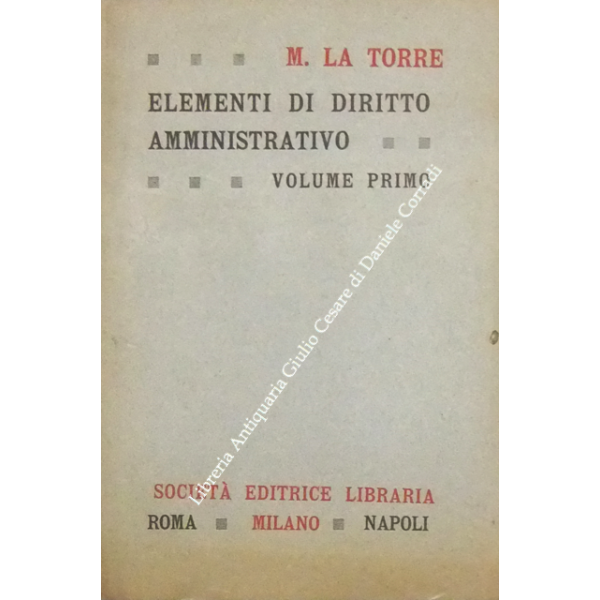 M. LA TORRE
ELEMENTI DI DIRITTO
AMMINISTRATIVO
VOLUME PRIMO
Libreria Antiquaria Giulio Cesare di Daniele Corradi
SOCIETÀ EDITRICE LIBRARIA
ROMA MILANO NAPOLI